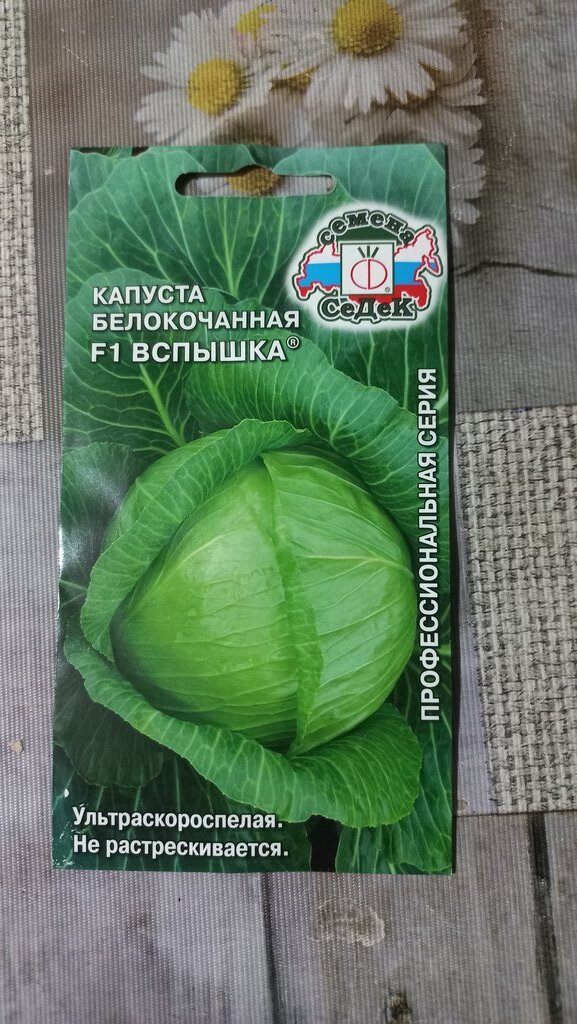 семена
СеДеК
®
КАПУСТА
БЕЛОКОЧАННАЯ
F1 ВСПЫШКА®
ПРОФЕССИОНАЛЬНАЯ СЕРИЯ
Ультраскороспелая.
Не растрескивается.